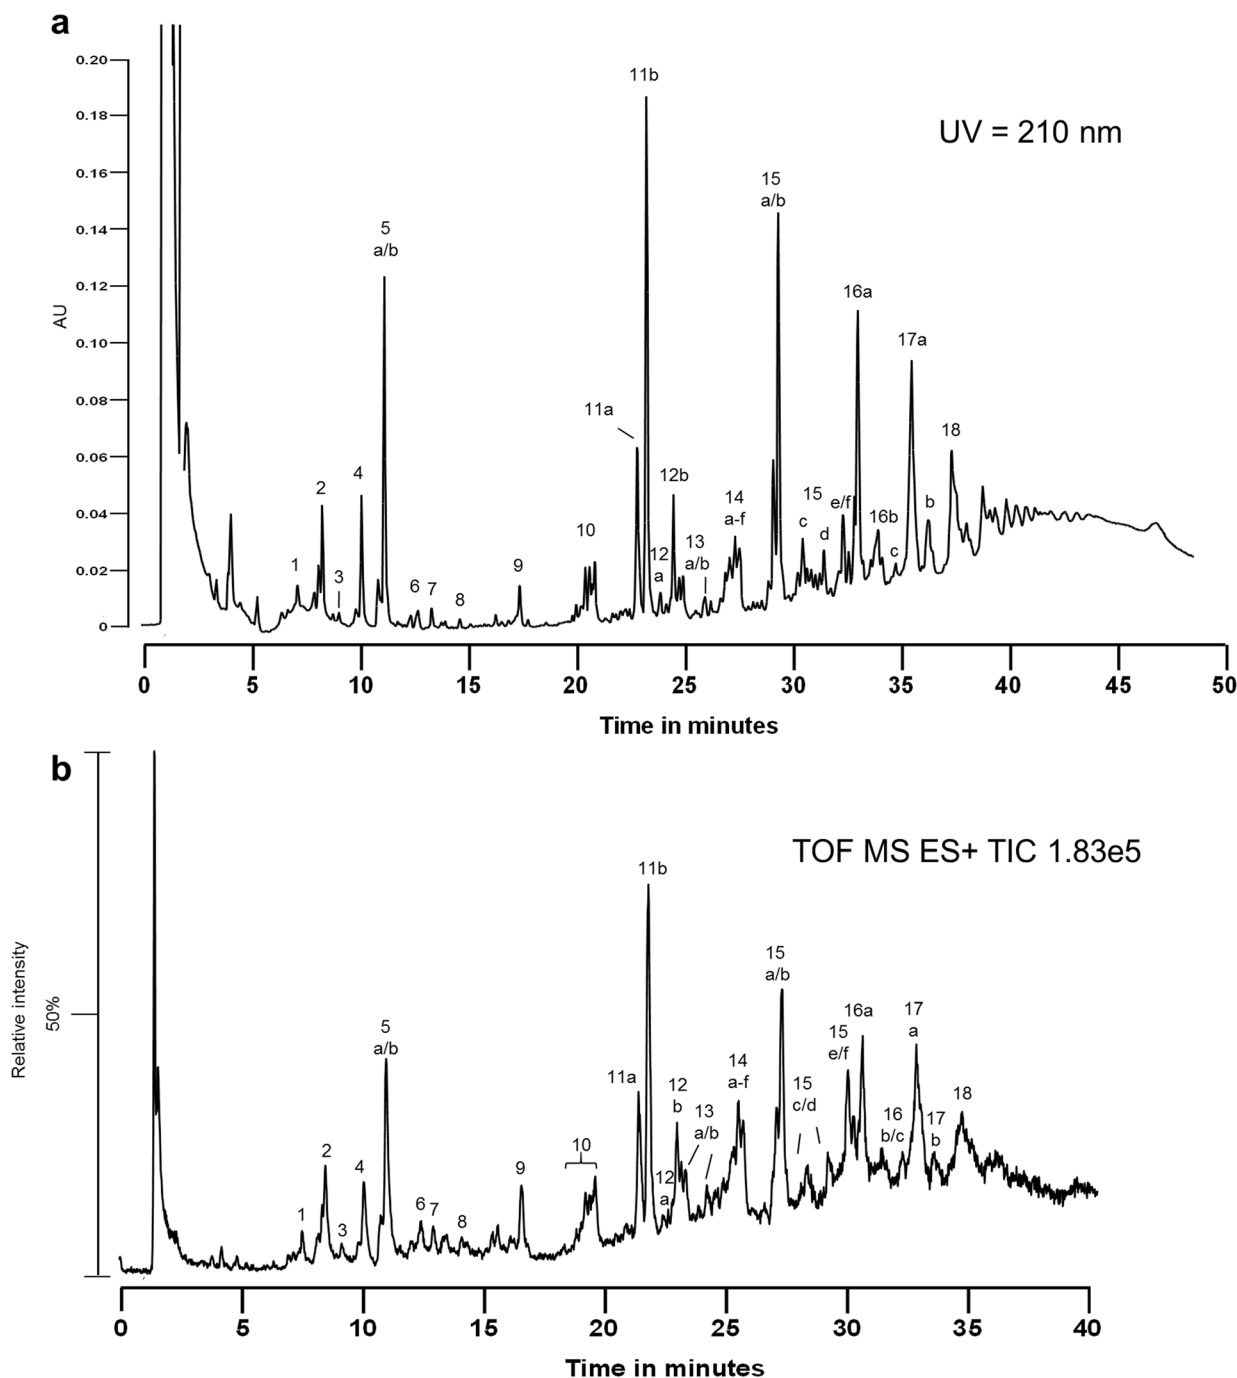 a
0.20
0.18
0.16
0.14
0.12
0.10
0.08
0.06
0.04
0.02
0
AU
UV = 210 nm
1
2
3
4
5
a/b
6
7
8
9
10
11a
11b
12
a
12b
13
a/b
14
a-f
15
a/b
15
c
d
e/f
16a
16b
c
17a
b
18
0 5 10 15 20 25 30 35 40 45 50
Time in minutes
b
Relative intensity
50%
TOF MS ES+ TIC 1.83e5
1
2
3
4
5
a/b
6
7
8
9
10
11a
11b
12
a
12
b
13
a/b
14
a-f
15
a/b
15
c/d
15
e/f
16a
16
b/c
17
a
17
b
18
0 5 10 15 20 25 30 35 40
Time in minutes